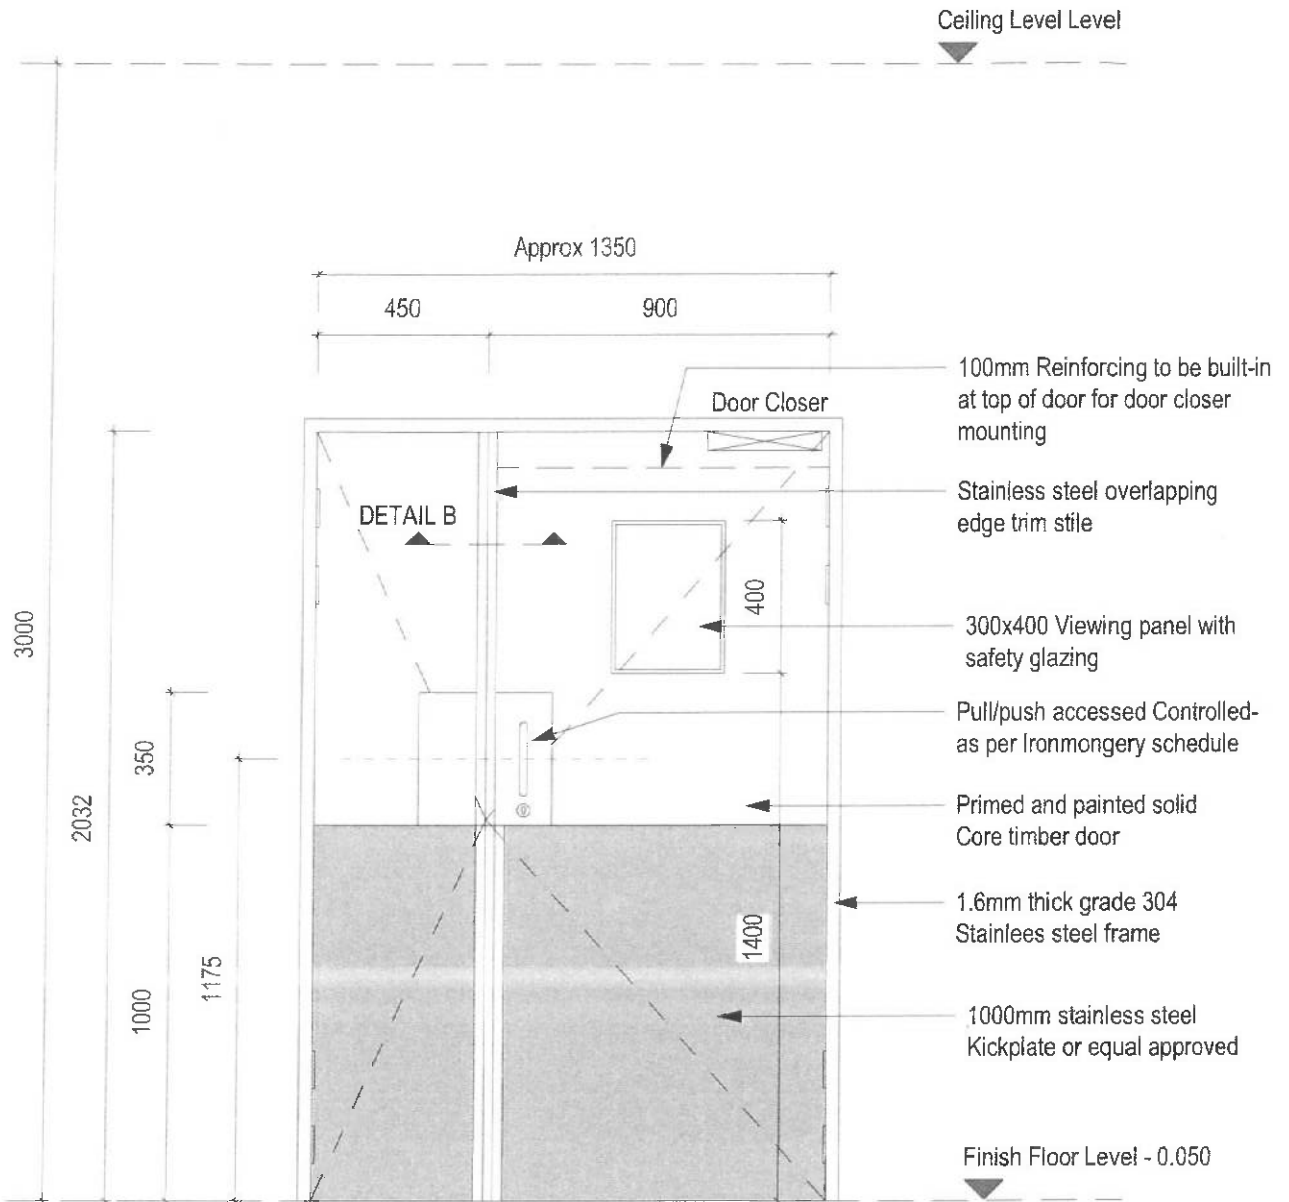 Ceiling Level Level
Approx 1350
450
900
100mm Reinforcing to be built-in
at top of door for door closer
mounting
Door Closer
Stainless steel overlapping
edge trim stile
DETAIL B
400
300x400 Viewing panel with
safety glazing
3000
Pull/push accessed Controlled-
as per Ironmongery schedule
350
2032
Primed and painted solid
Core timber door
1.6mm thick grade 304
Stainlees steel frame
1400
1175
1000
1000mm stainless steel
Kickplate or equal approved
Finish Floor Level - 0.050